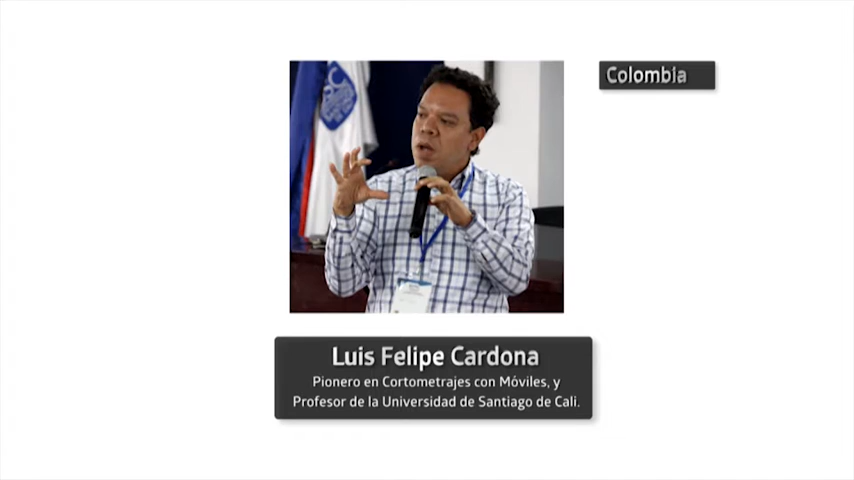 Colombia
Luis Felipe Cardona
Pionero en Cortometrajes con Móviles, y
Profesor de la Universidad de Santiago de Cali.